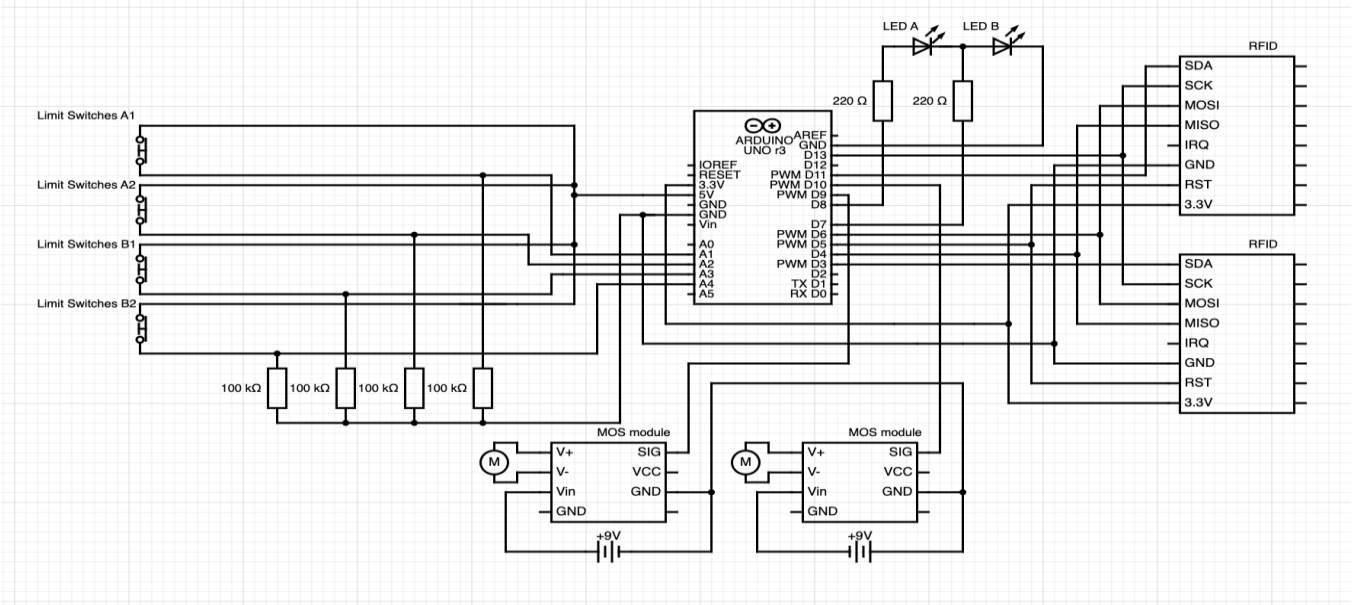 LED A
LED B
220 Ω
220 Ω
Limit Switches A1
Limit Switches A2
Limit Switches B1
Limit Switches B2
100 kΩ
100 kΩ
100 kΩ
100 kΩ
ARDUINO
UNO r3
IOREF
RESET
3.3V
5V
GND
GND
Vin
A0
A1
A2
A3
A4
A5
AREF
GND
D13
D12
PWM D11
PWM D10
PWM D9
D8
D7
PWM D6
PWM D5
D4
PWM D3
D2
TX D1
RX D0
RFID
SDA
SCK
MOSI
MISO
IRQ
GND
RST
3.3V
RFID
SDA
SCK
MOSI
MISO
IRQ
GND
RST
3.3V
MOS module
M
V+
V-
Vin
GND
SIG
VCC
GND
+9V
MOS module
M
V+
V-
Vin
GND
SIG
VCC
GND
+9V